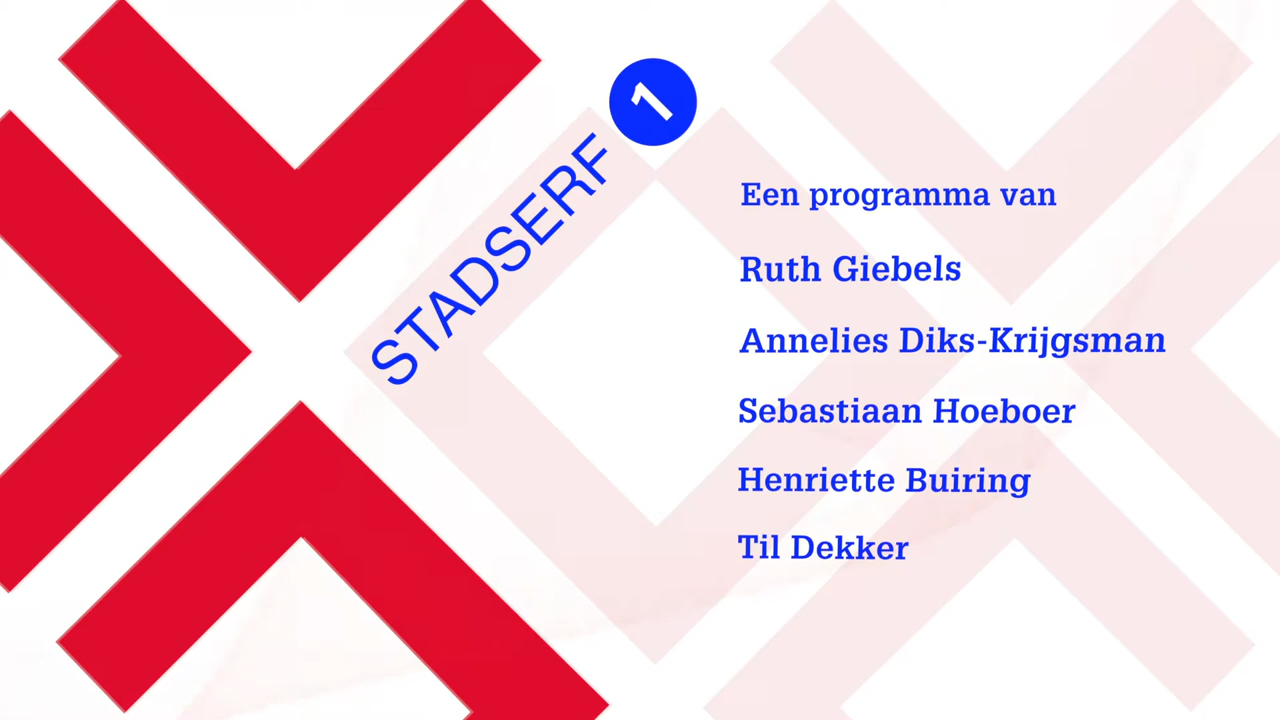 STADSERF 1
Een programma van
Ruth Giebels
Annelies Diks-Krijgsman
Sebastiaan Hoeboer
Henriette Buiring
Til Dekker